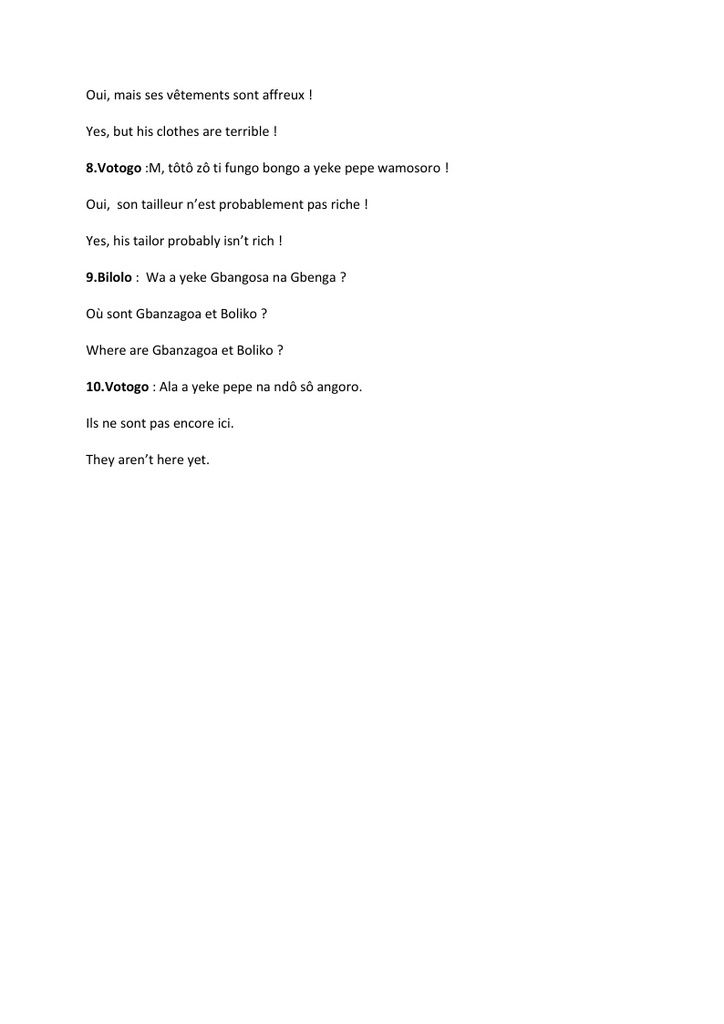 Oui, mais ses vêtements sont affreux !
Yes, but his clothes are terrible !
8.Votogo :M, tôtô zô ti fungo bongo a yeke pepe wamosoro !
Oui,  son tailleur n’est probablement pas riche !
Yes, his tailor probably isn’t rich !
9.Bilolo :  Wa a yeke Gbangosa na Gbenga ?
Où sont Gbanzagoa et Boliko ?
Where are Gbanzagoa et Boliko ?
10.Votogo : Ala a yeke pepe na ndô sô angoro.
Ils ne sont pas encore ici.
They aren’t here yet.